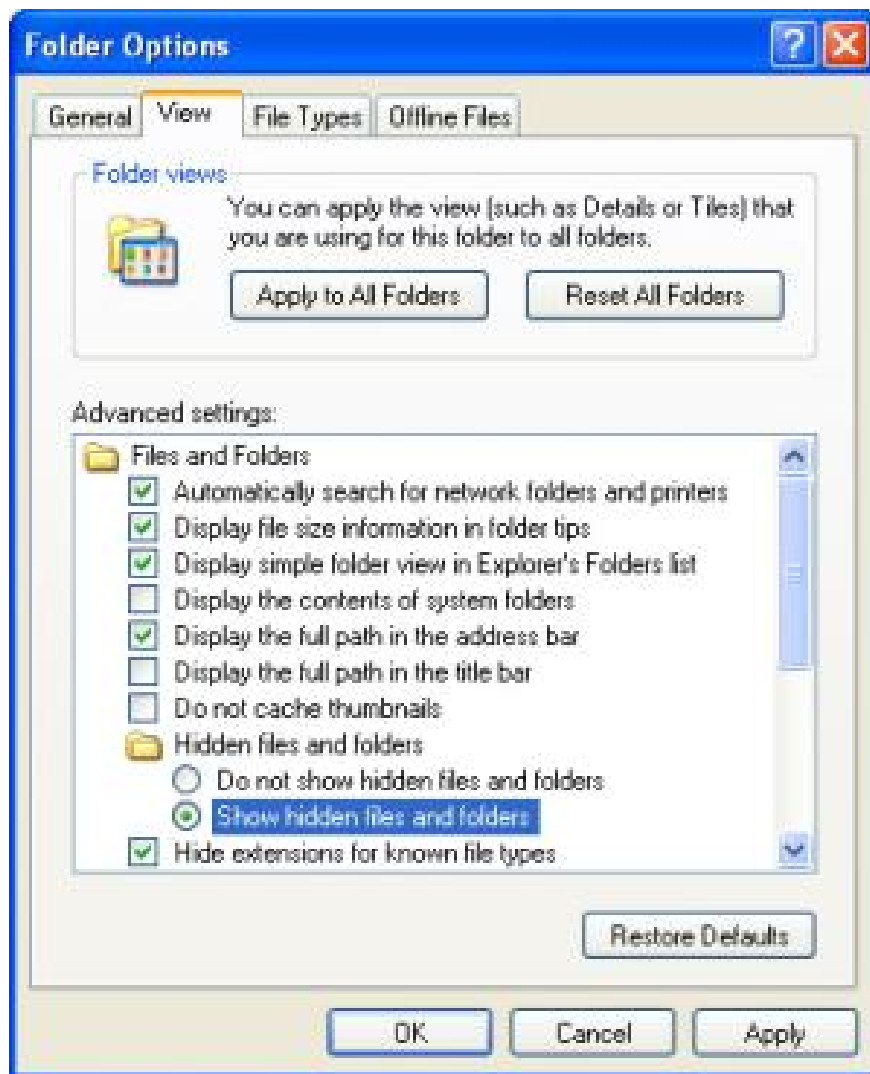 Folder Options
General View File Types Offline Files
Folder views
You can apply the view (such as Details or Tiles) that
you are using for this folder to all folders.
Apply to All Folders Reset All Folders
Advanced settings:
Files and Folders
Automatically search for network folders and printers
Display file size information in folder tips
Display simple folder view in Explorer's Folders list
Display the contents of system folders
Display the full path in the address bar
Display the full path in the title bar
Do not cache thumbnails
Hidden files and folders
Do not show hidden files and folders
Show hidden files and folders
Hide extensions for known file types
Restore Defaults
OK Cancel Apply